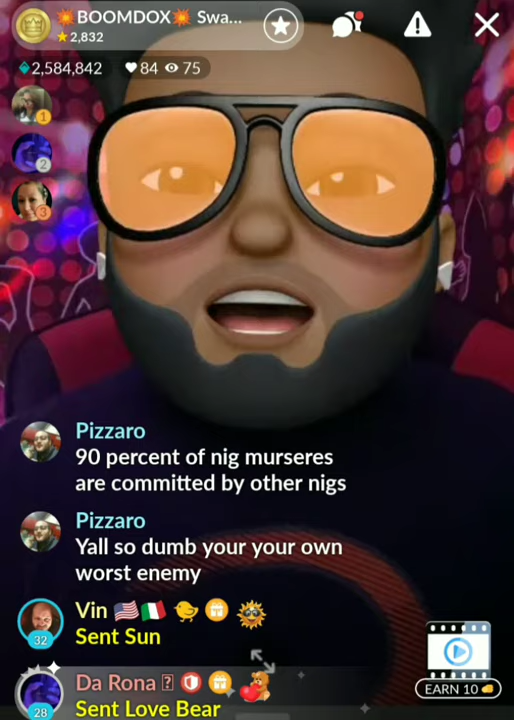 💥BOOMDOX💥 Swa...
⭐2,832
2,584,842 84 75
1
2
3
Pizzaro
90 percent of nig murseres
are committed by other nigs
Pizzaro
Yall so dumb your your own
worst enemy
Vin 🇺🇸🇮🇹 🐤
32
Sent Sun
Da Rona
28
Sent Love Bear
EARN 10